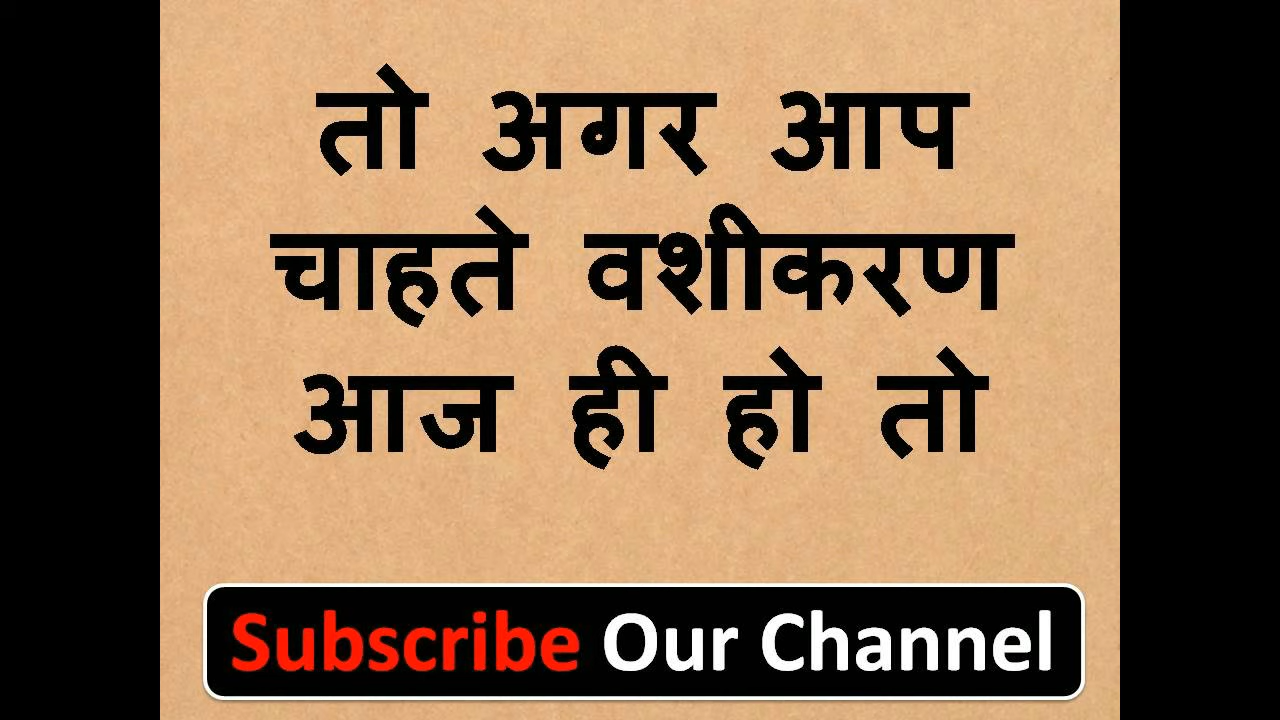 तो अगर आप
चाहते वशीकरण
आज ही हो तो
Subscribe Our Channel